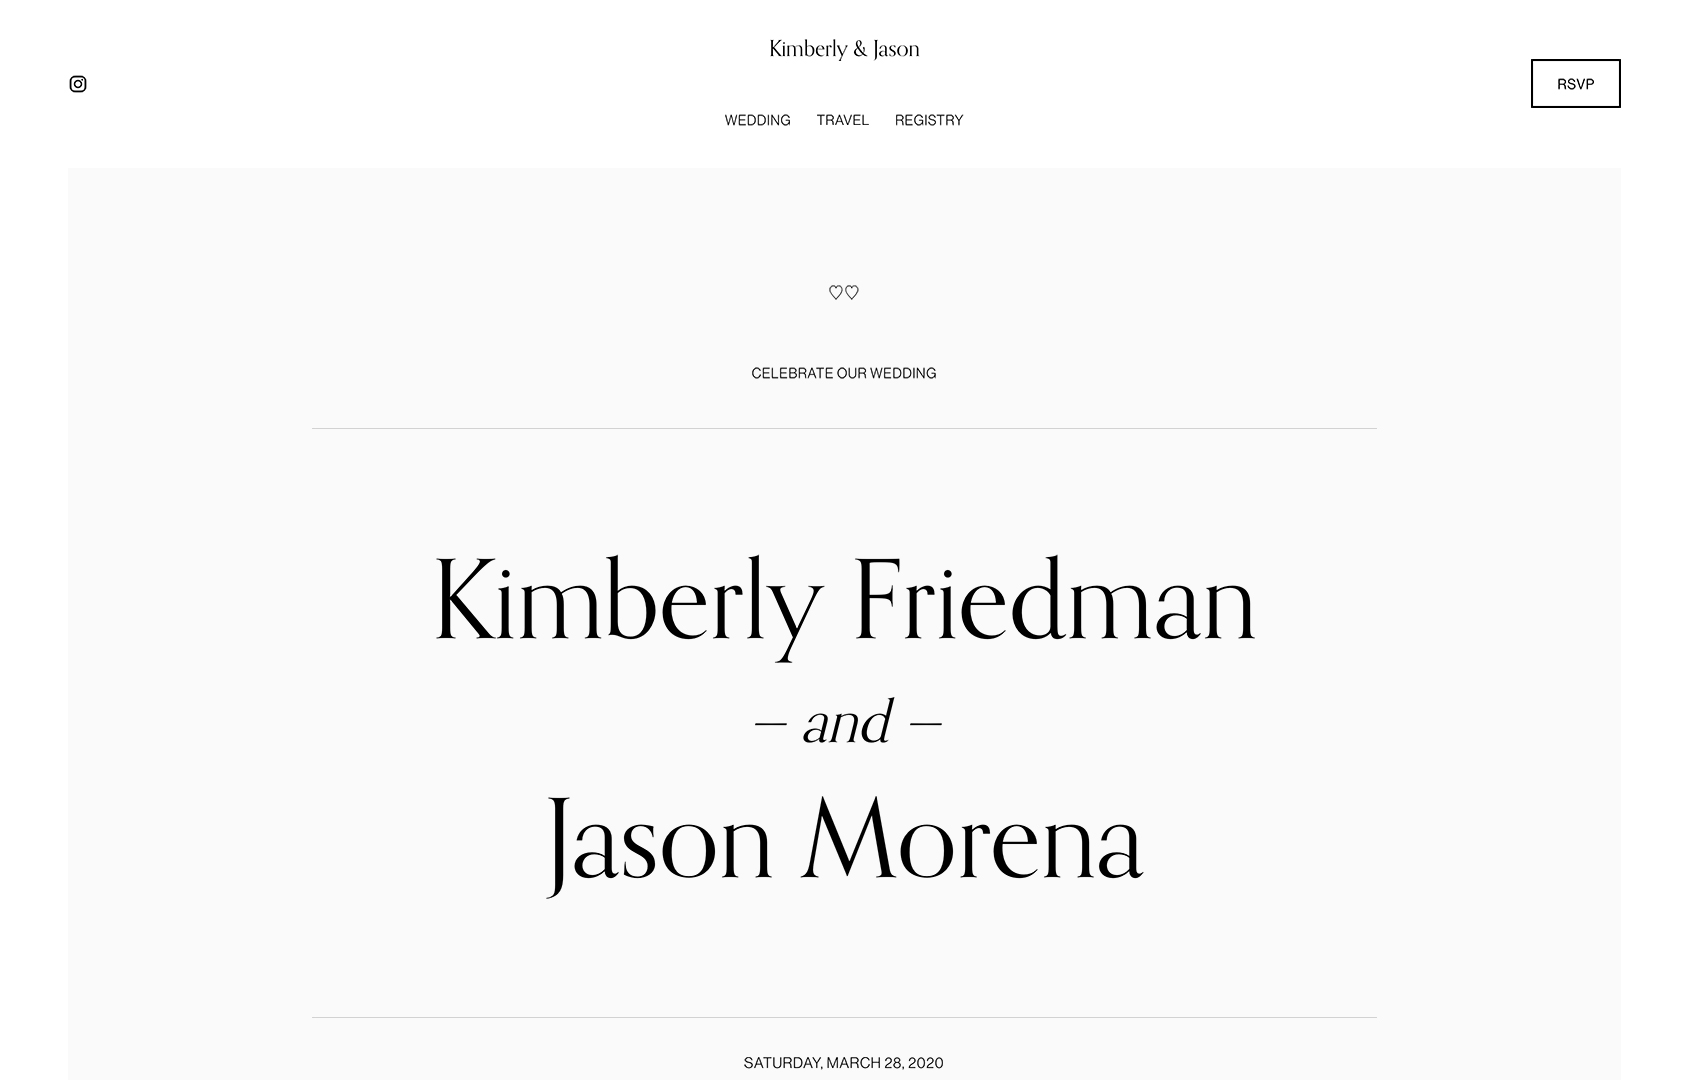 Kimberly & Jason
RSVP
WEDDING TRAVEL REGISTRY
♡♡
CELEBRATE OUR WEDDING
Kimberly Friedman
— and —
Jason Morena
SATURDAY, MARCH 28, 2020